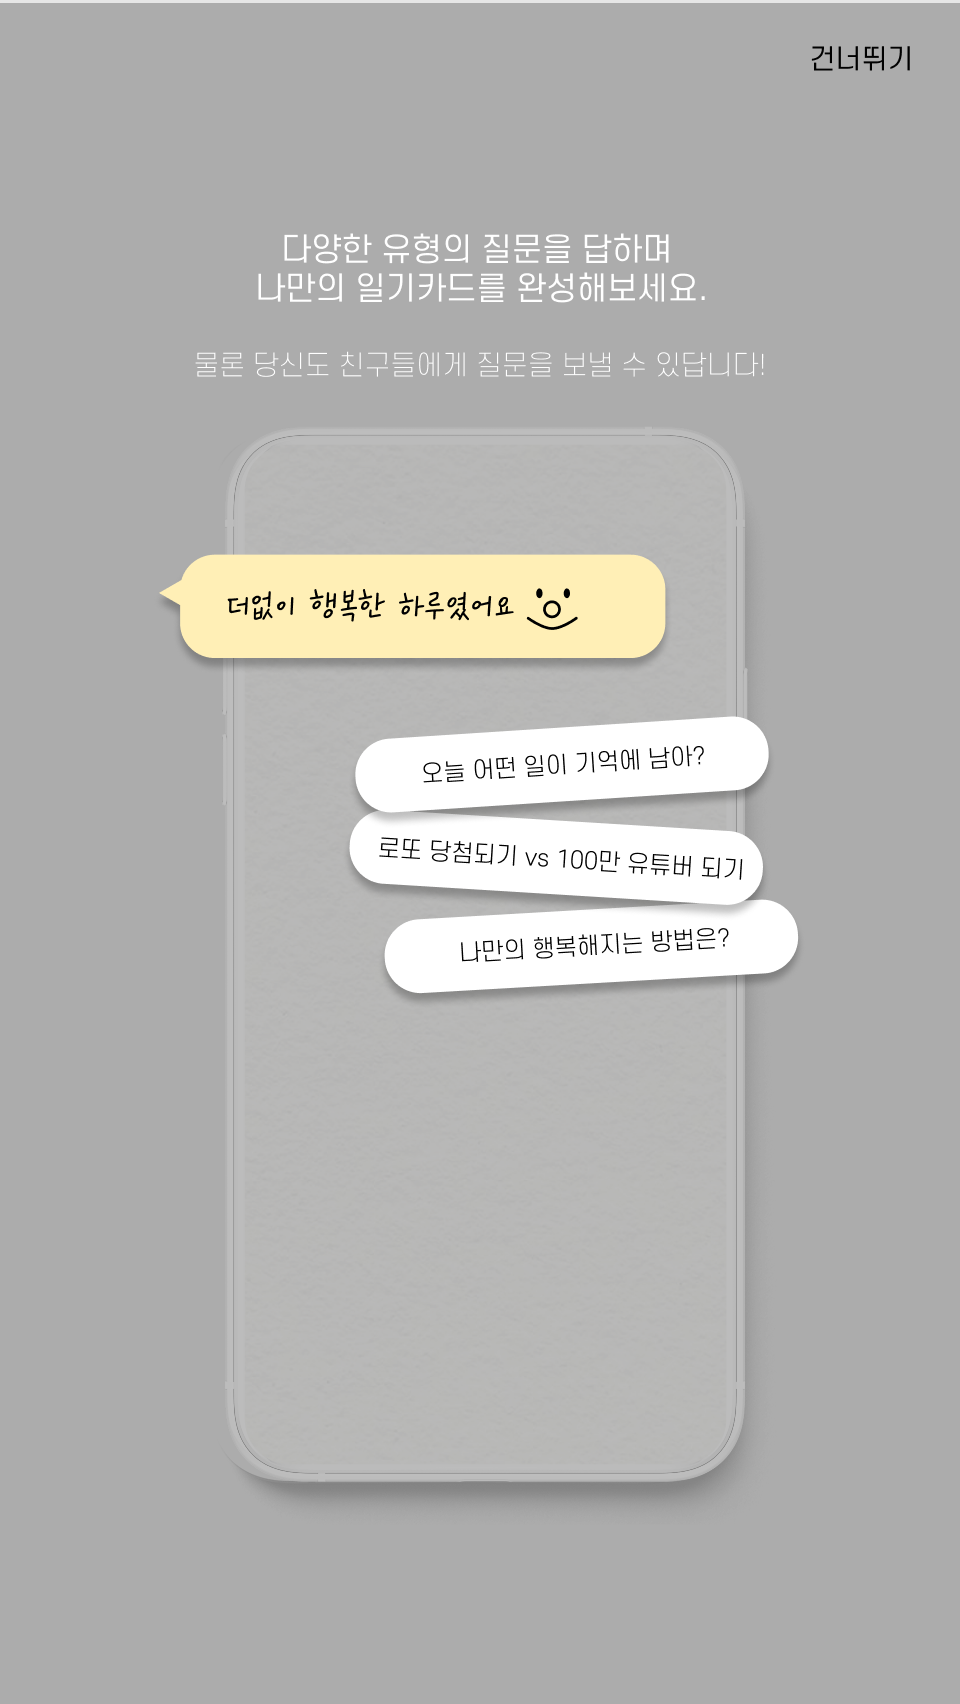 건너뛰기
다양한 유형의 질문을 답하며
나만의 일기카드를 완성해보세요.
물론 당신도 친구들에게 질문을 보낼 수 있답니다!
더없이 행복한 하루였어요
오늘 어떤 일이 기억에 남아?
로또 당첨되기 vs 100만 유튜버 되기
나만의 행복해지는 방법은?